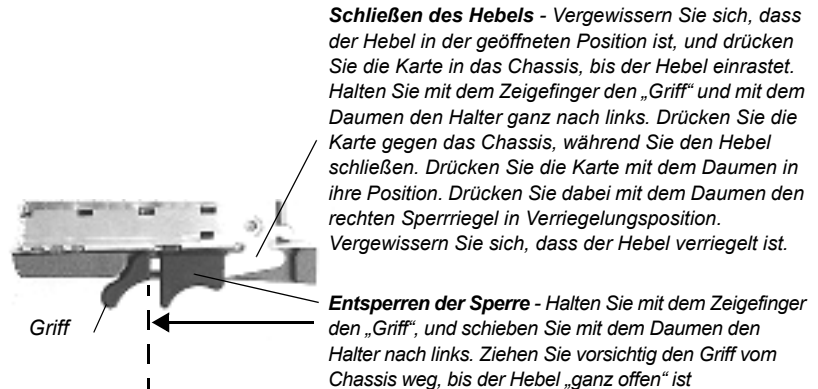 Schließen des Hebels - Vergewissern Sie sich, dass
der Hebel in der geöffneten Position ist, und drücken
Sie die Karte in das Chassis, bis der Hebel einrastet.
Halten Sie mit dem Zeigefinger den „Griff“ und mit dem
Daumen den Halter ganz nach links. Drücken Sie die
Karte gegen das Chassis, während Sie den Hebel
schließen. Drücken Sie die Karte mit dem Daumen in
ihre Position. Drücken Sie dabei mit dem Daumen den
rechten Sperrriegel in Verriegelungsposition.
Vergewissern Sie sich, dass der Hebel verriegelt ist.
Griff
Entsperren der Sperre - Halten Sie mit dem Zeigefinger
den „Griff“, und schieben Sie mit dem Daumen den
Halter nach links. Ziehen Sie vorsichtig den Griff vom
Chassis weg, bis der Hebel „ganz offen“ ist